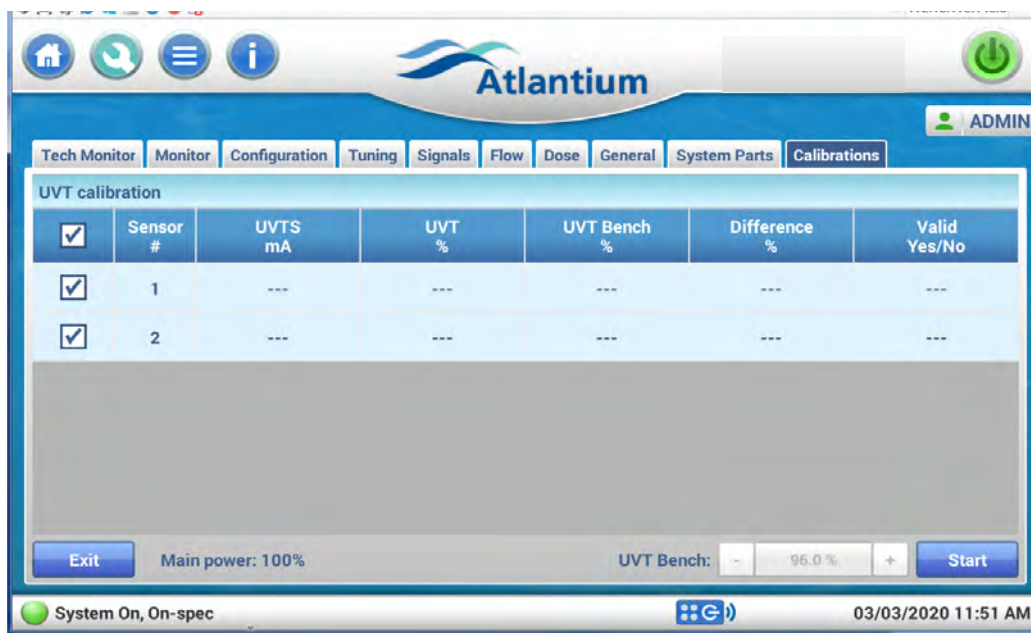 Atlantium
ADMIN
Tech Monitor Monitor Configuration Tuning Signals Flow Dose General System Parts Calibrations
UVT calibration
Sensor # UVTS mA UVT % UVT Bench % Difference % Valid Yes/No
1 --- --- --- --- ---
2 --- --- --- --- ---
Exit Main power: 100% UVT Bench: - 96.0 % + Start
System On, On-spec 03/03/2020 11:51 AM